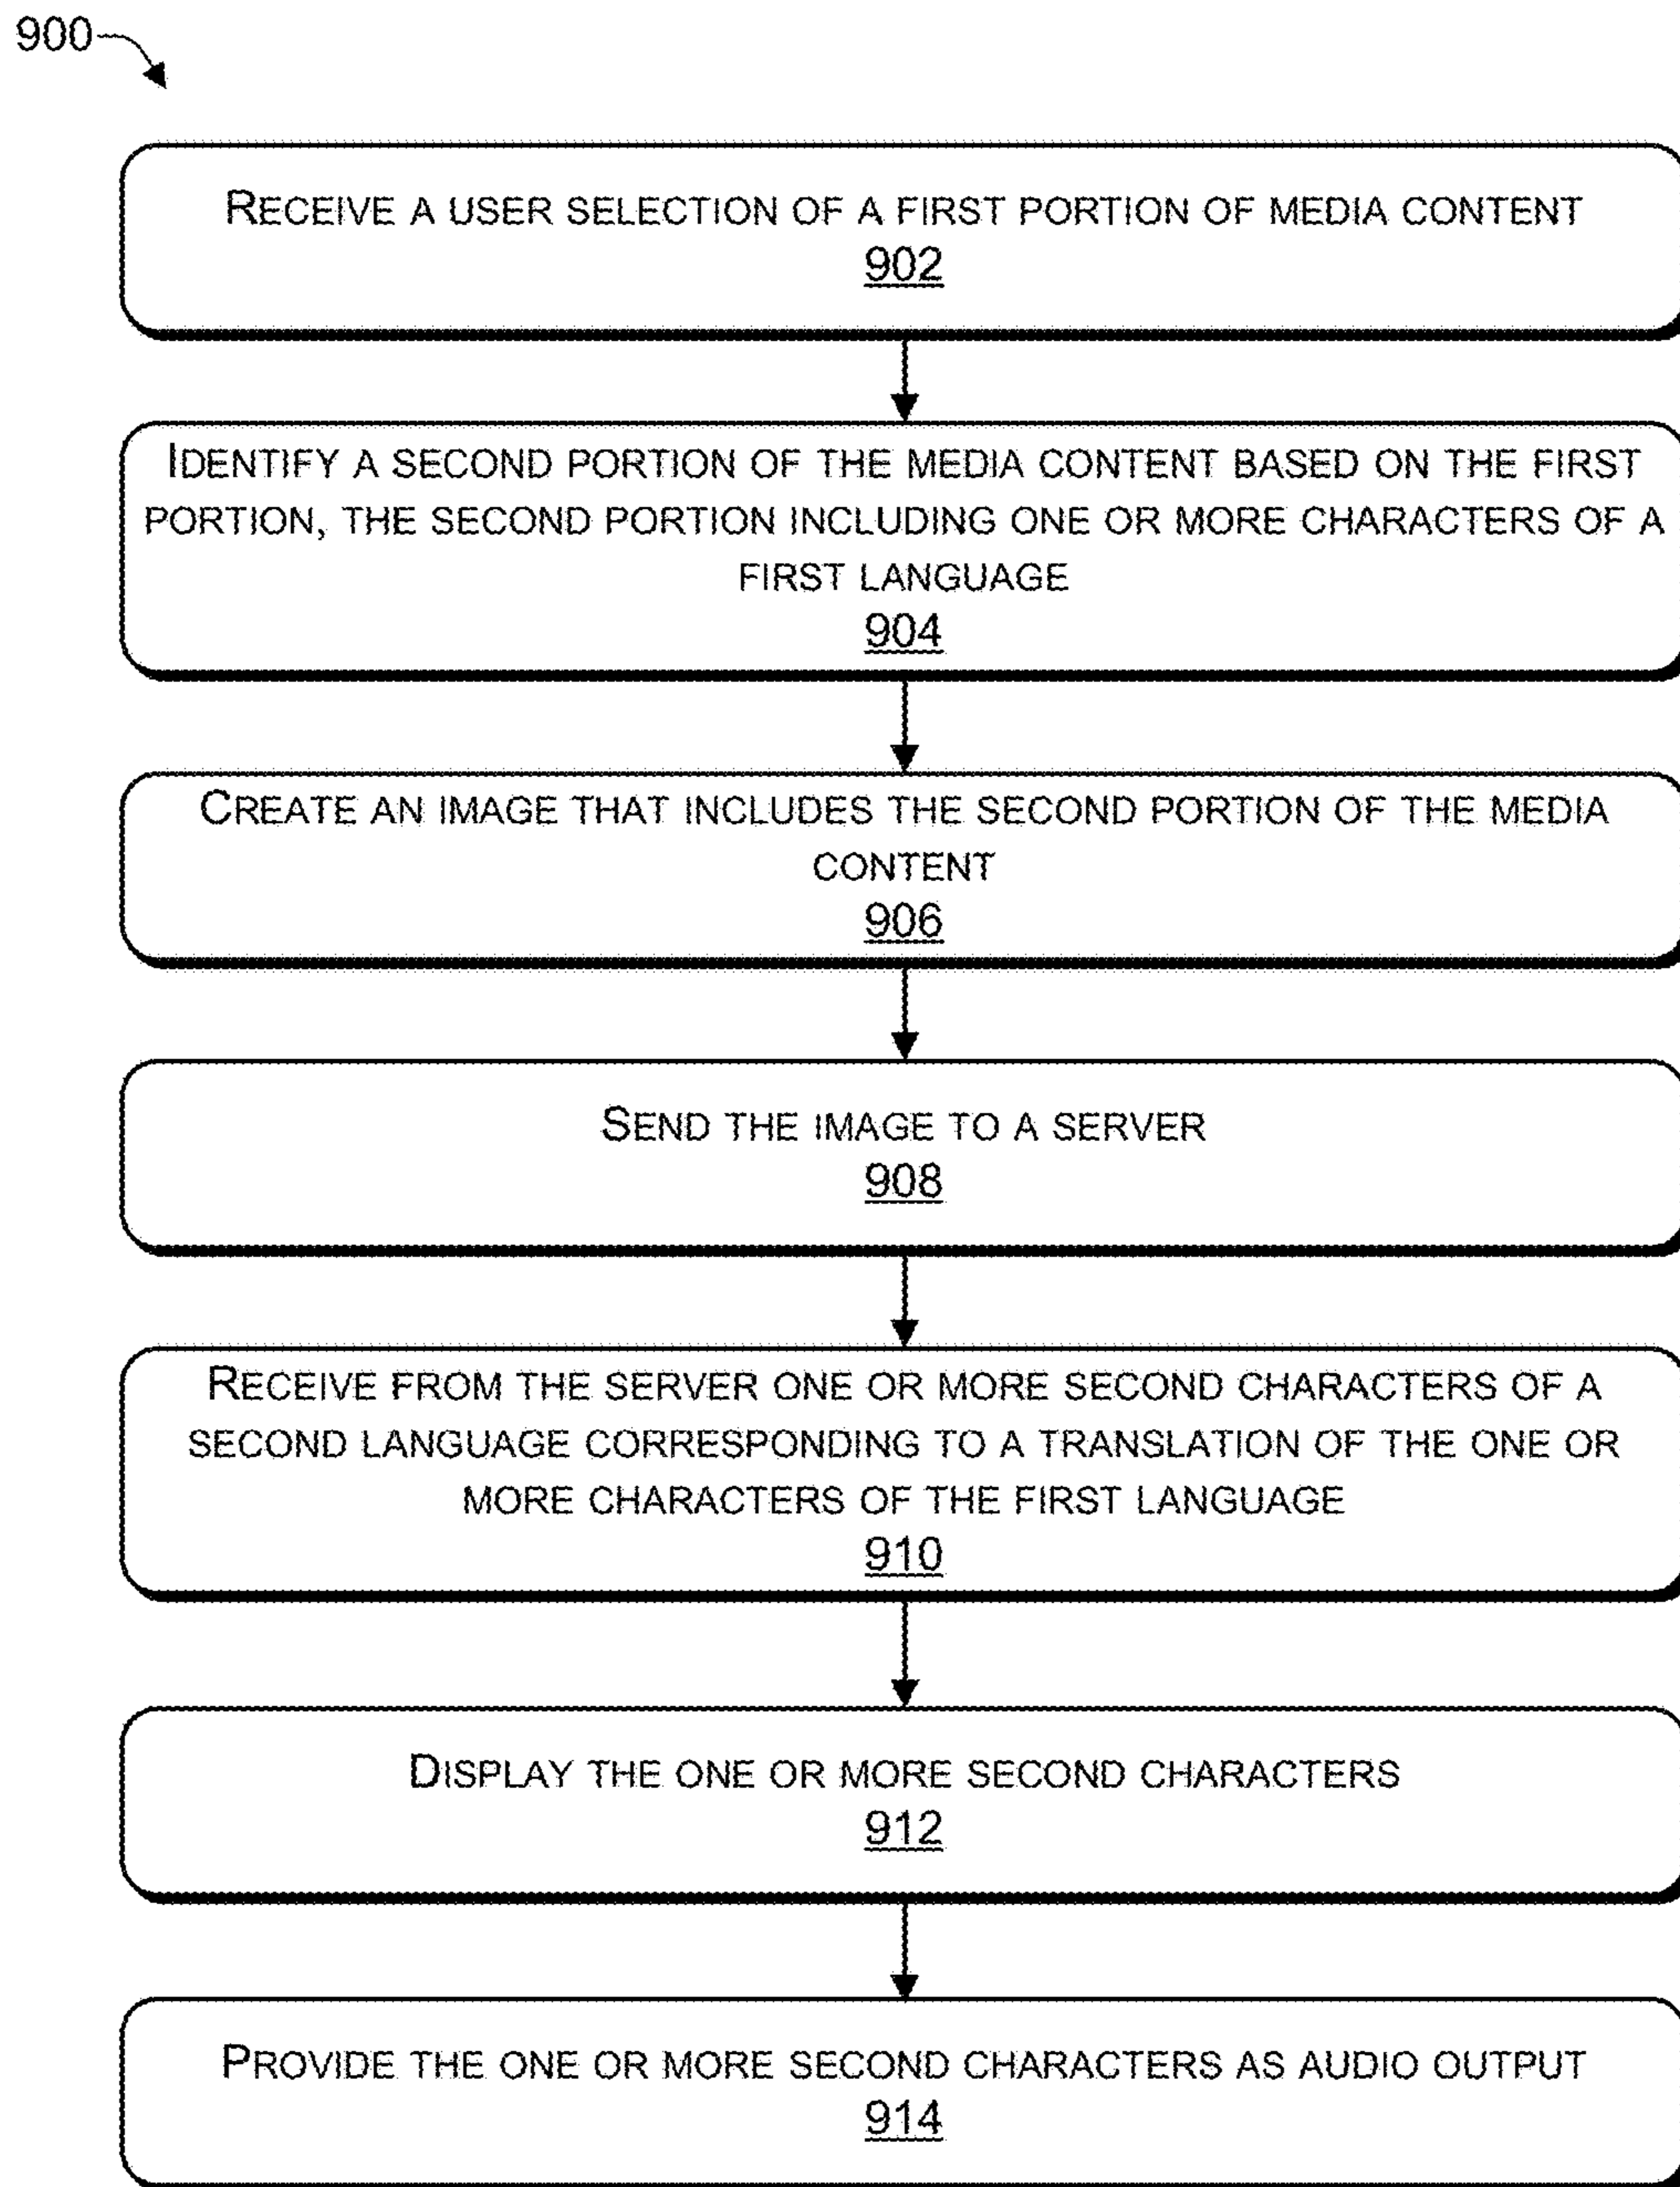 900
RECEIVE A USER SELECTION OF A FIRST PORTION OF MEDIA CONTENT
902
IDENTIFY A SECOND PORTION OF THE MEDIA CONTENT BASED ON THE FIRST
PORTION, THE SECOND PORTION INCLUDING ONE OR MORE CHARACTERS OF A
FIRST LANGUAGE
904
CREATE AN IMAGE THAT INCLUDES THE SECOND PORTION OF THE MEDIA
CONTENT
906
SEND THE IMAGE TO A SERVER
908
RECEIVE FROM THE SERVER ONE OR MORE SECOND CHARACTERS OF A
SECOND LANGUAGE CORRESPONDING TO A TRANSLATION OF THE ONE OR
MORE CHARACTERS OF THE FIRST LANGUAGE
910
DISPLAY THE ONE OR MORE SECOND CHARACTERS
912
PROVIDE THE ONE OR MORE SECOND CHARACTERS AS AUDIO OUTPUT
914